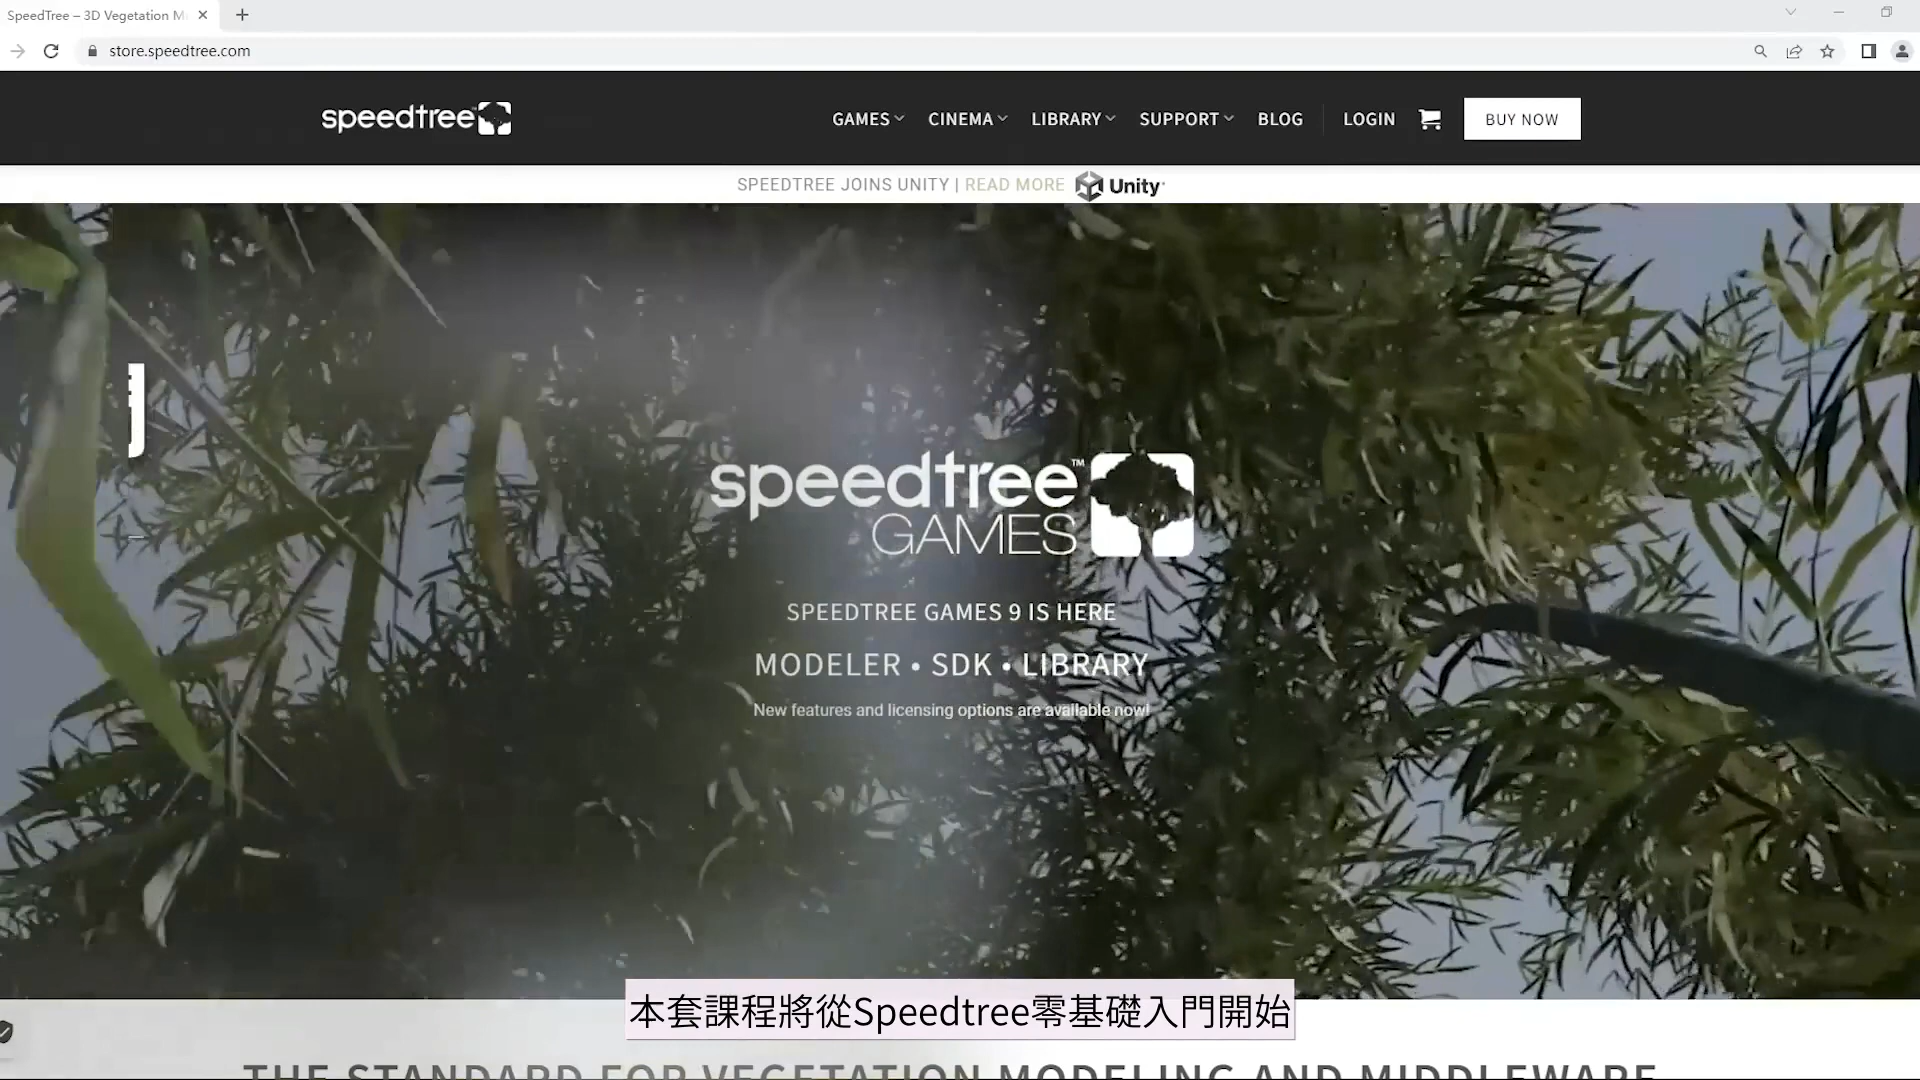 SpeedTree – 3D Vegetation M
store.speedtree.com
speedtree
GAMES CINEMA LIBRARY SUPPORT BLOG LOGIN BUY NOW
SPEEDTREE JOINS UNITY | READ MORE Unity
speedtree™
GAMES
SPEEDTREE GAMES 9 IS HERE
MODELER • SDK • LIBRARY
New features and licensing options are available now!
本套課程將從Speedtree零基礎入門開始
THE STANDARD FOR VEGETATION MODELING AND MIDDLEWARE